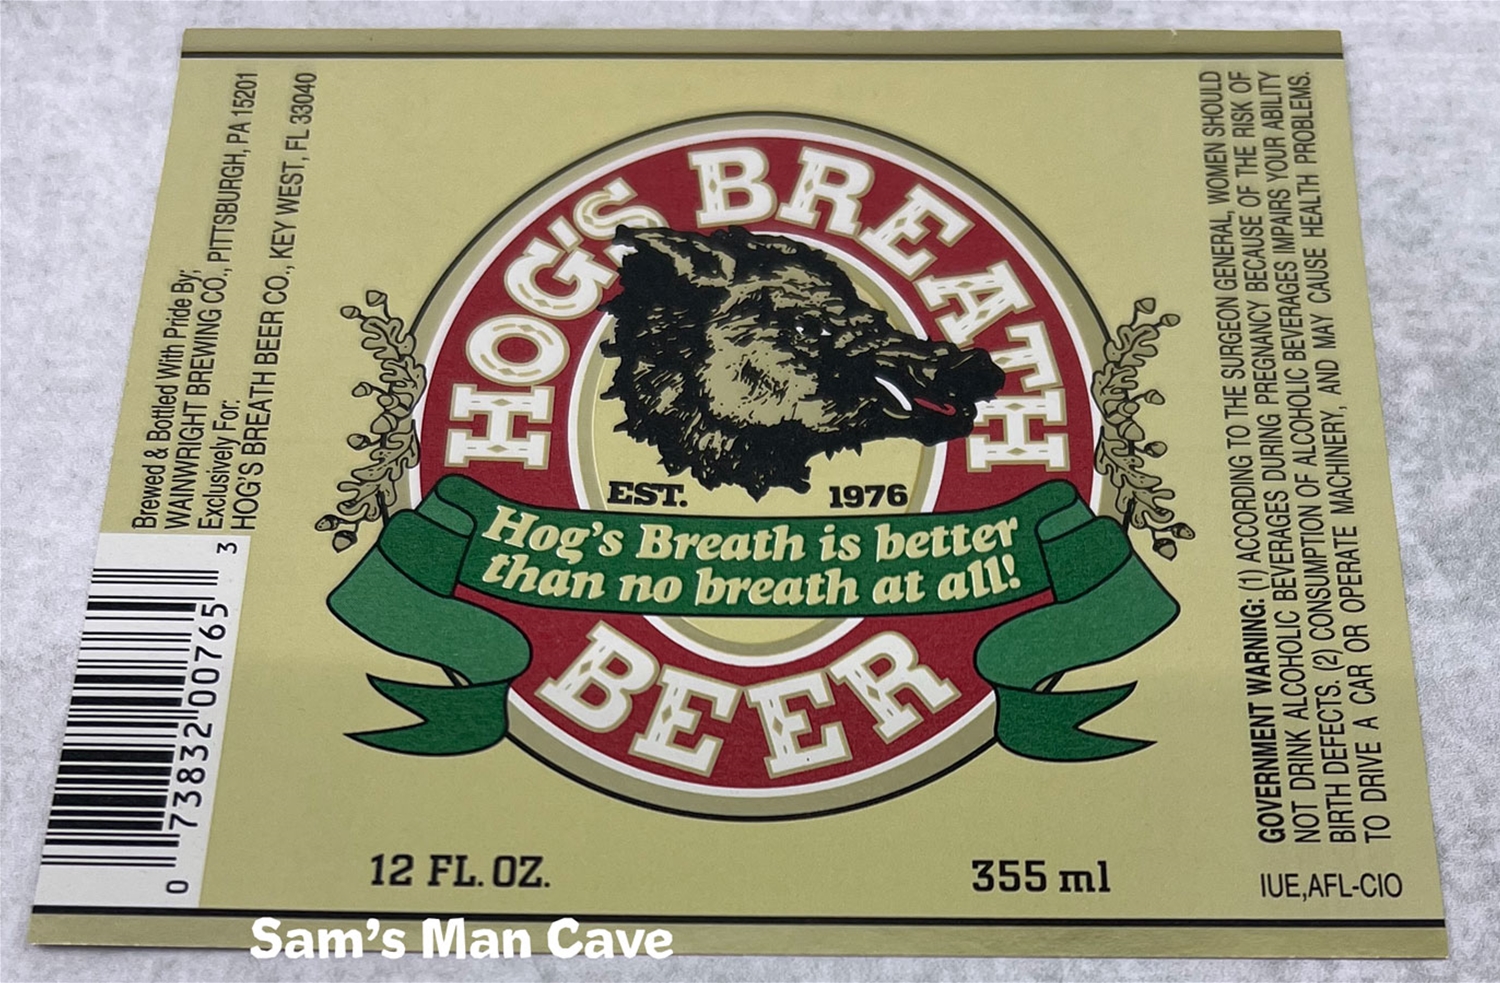 Brewed & Bottled With Pride By;
WAINWRIGHT BREWING CO., PITTSBURGH, PA 15201
Exclusively For:
HOG'S BREATH BEER CO., KEY WEST, FL 33040
0 73832 00765 3
HOG'S BREATH
EST. 1976
Hog's Breath is better
than no breath at all!
BEER
12 FL. OZ.
355 ml
GOVERNMENT WARNING: (1) ACCORDING TO THE SURGEON GENERAL, WOMEN SHOULD
NOT DRINK ALCOHOLIC BEVERAGES DURING PREGNANCY BECAUSE OF THE RISK OF
BIRTH DEFECTS. (2) CONSUMPTION OF ALCOHOLIC BEVERAGES IMPAIRS YOUR ABILITY
TO DRIVE A CAR OR OPERATE MACHINERY, AND MAY CAUSE HEALTH PROBLEMS.
IUE,AFL-CIO
Sam's Man Cave